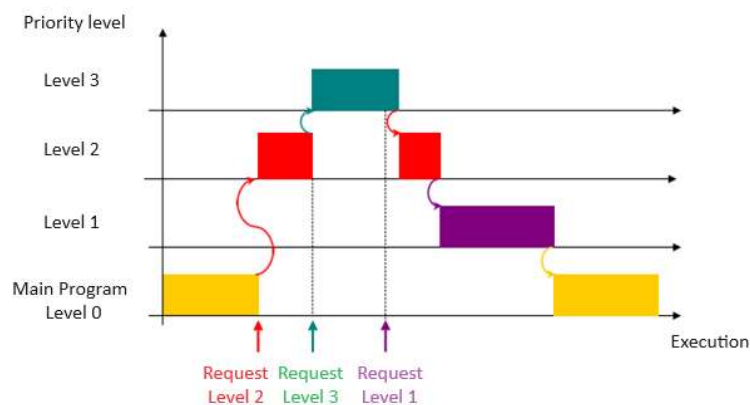 Priority level
Level 3
Level 2
Level 1
Main Program
Level 0
Execution
Request Request Request
Level 2 Level 3 Level 1